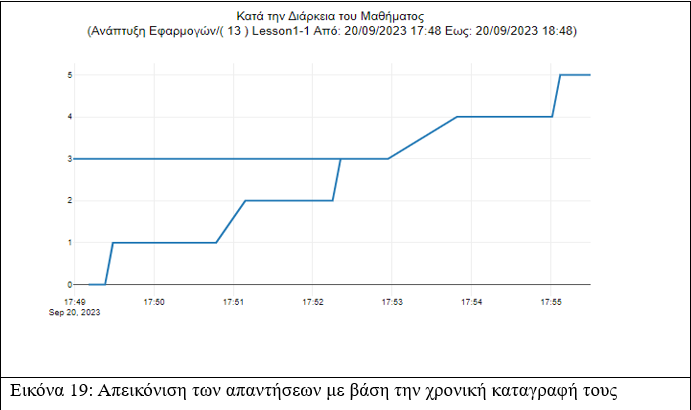 Κατά την Διάρκεια του Μαθήματος
(Ανάπτυξη Εφαρμογών/( 13 ) Lesson1-1 Από: 20/09/2023 17:48 Εως: 20/09/2023 18:48)
5
4
3
2
1
0
17:49 17:50 17:51 17:52 17:53 17:54 17:55
Sep 20, 2023
Εικόνα 19: Απεικόνιση των απαντήσεων με βάση την χρονική καταγραφή τους